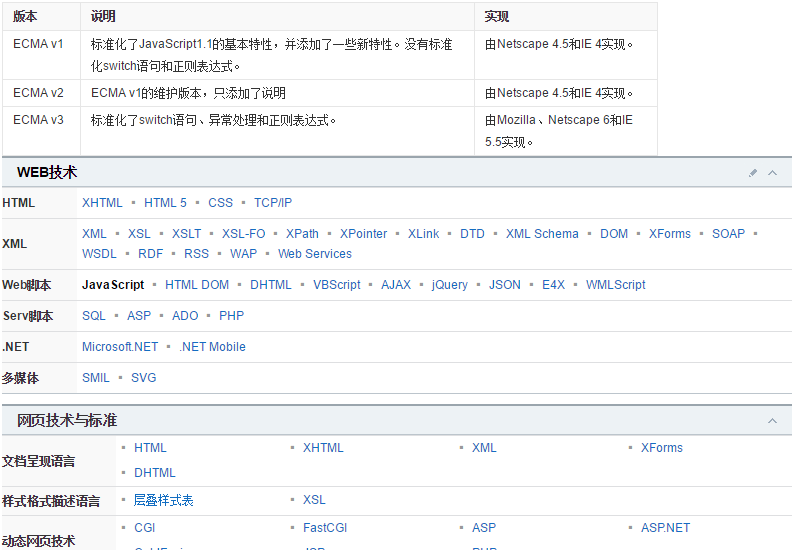 版本 说明 实现
ECMA v1 标准化了JavaScript1.1的基本特性，并添加了一些新特性。没有标准 由Netscape 4.5和IE 4实现。
化switch语句和正则表达式。
ECMA v2 ECMA v1的维护版本，只添加了说明 由Netscape 4.5和IE 4实现。
ECMA v3 标准化了switch语句、异常处理和正则表达式。 由Mozilla、Netscape 6和IE
5.5实现。
WEB技术
HTML XHTML ▪ HTML 5 ▪ CSS ▪ TCP/IP
XML XML ▪ XSL ▪ XSLT ▪ XSL-FO ▪ XPath ▪ XPointer ▪ XLink ▪ DTD ▪ XML Schema ▪ DOM ▪ XForms ▪ SOAP ▪
WSDL ▪ RDF ▪ RSS ▪ WAP ▪ Web Services
Web脚本 JavaScript ▪ HTML DOM ▪ DHTML ▪ VBScript ▪ AJAX ▪ jQuery ▪ JSON ▪ E4X ▪ WMLScript
Serv脚本 SQL ▪ ASP ▪ ADO ▪ PHP
.NET Microsoft.NET ▪ .NET Mobile
多媒体 SMIL ▪ SVG
网页技术与标准
文档呈现语言 ▪ HTML ▪ XHTML ▪ XML ▪ XForms
▪ DHTML
样式格式描述语言 ▪ 层叠样式表 ▪ XSL
动态网页技术 ▪ CGI ▪ FastCGI ▪ ASP ▪ ASP.NET